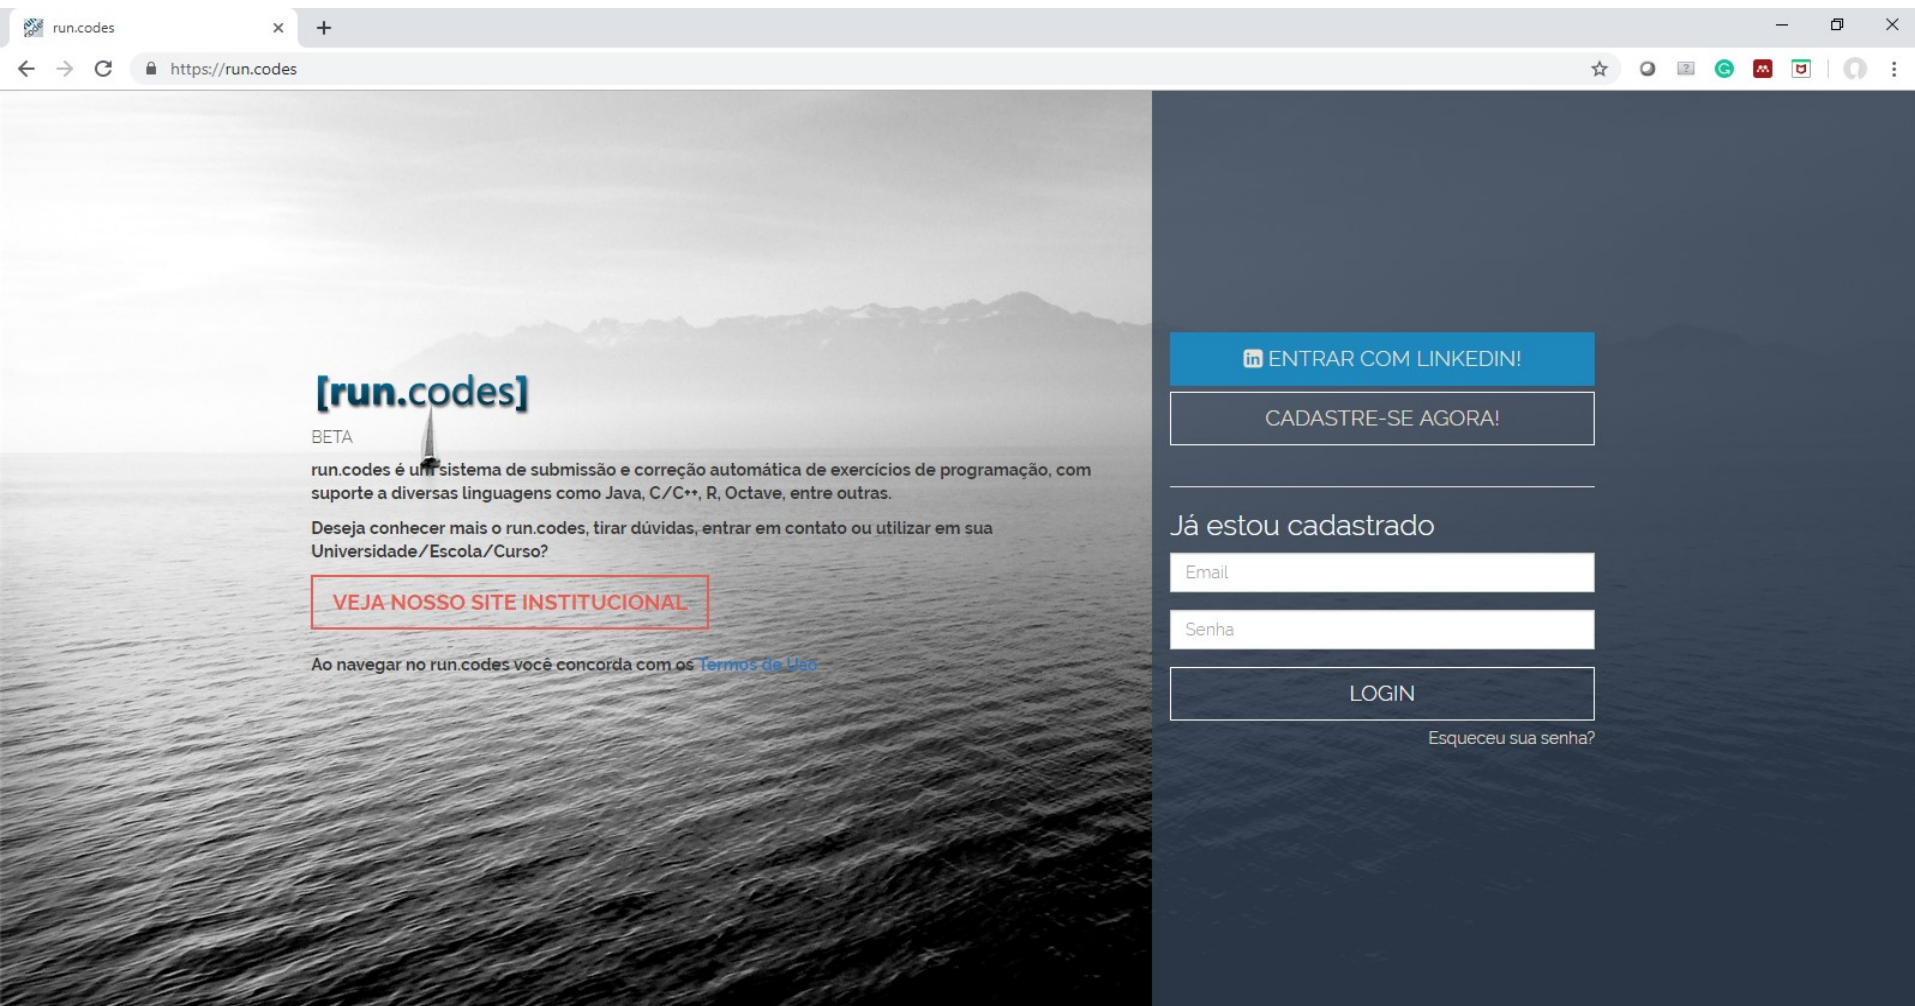 run.codes
https://run.codes
[run.codes]
BETA
run.codes é um sistema de submissão e correção automática de exercícios de programação, com
suporte a diversas linguagens como Java, C/C++, R, Octave, entre outras.
Deseja conhecer mais o run.codes, tirar dúvidas, entrar em contato ou utilizar em sua
Universidade/Escola/Curso?
VEJA NOSSO SITE INSTITUCIONAL
Ao navegar no run.codes você concorda com os Termos de Uso
in ENTRAR COM LINKEDIN!
CADASTRE-SE AGORA!
Já estou cadastrado
Email
Senha
LOGIN
Esqueceu sua senha?